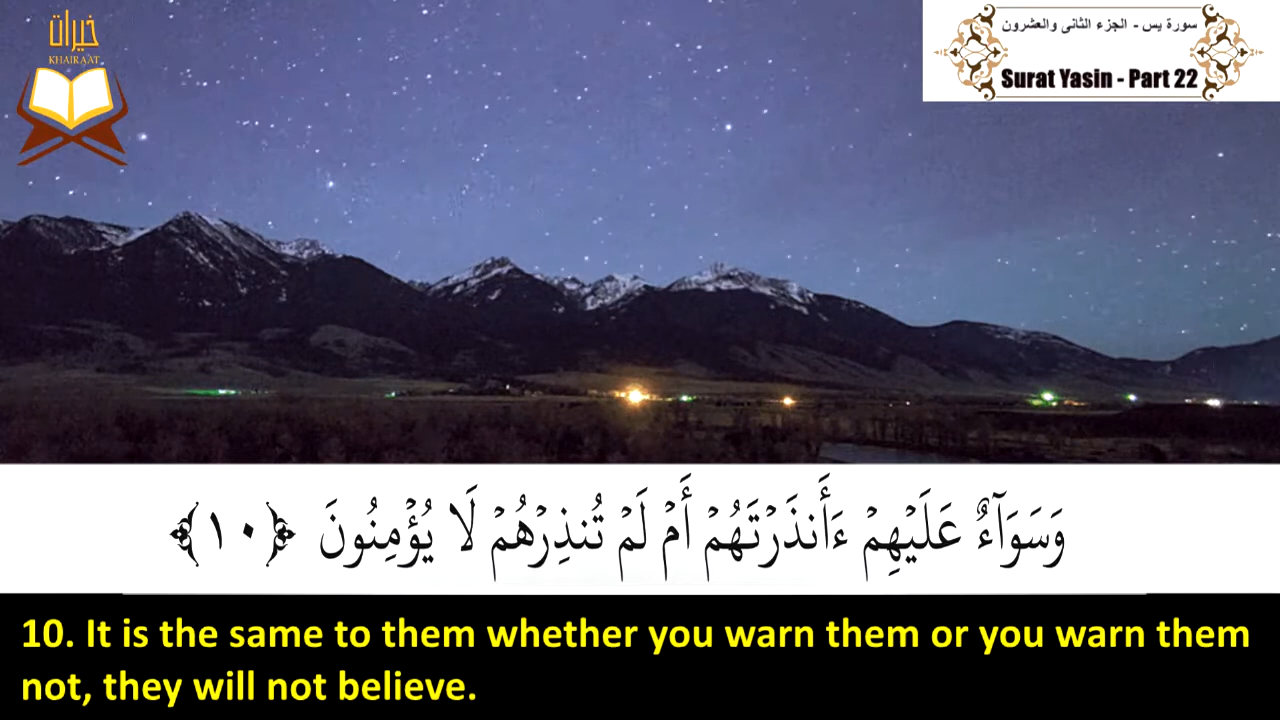 خيرات
KHAIRAAT
سورة يس - الجزء الثانى والعشرون
Surat Yasin - Part 22
وَسَوَآءٌ عَلَيْهِمْ ءَأَنذَرْتَهُمْ أَمْ لَمْ تُنذِرْهُمْ لَا يُؤْمِنُونَ ﴿١٠﴾
10. It is the same to them whether you warn them or you warn them
not, they will not believe.